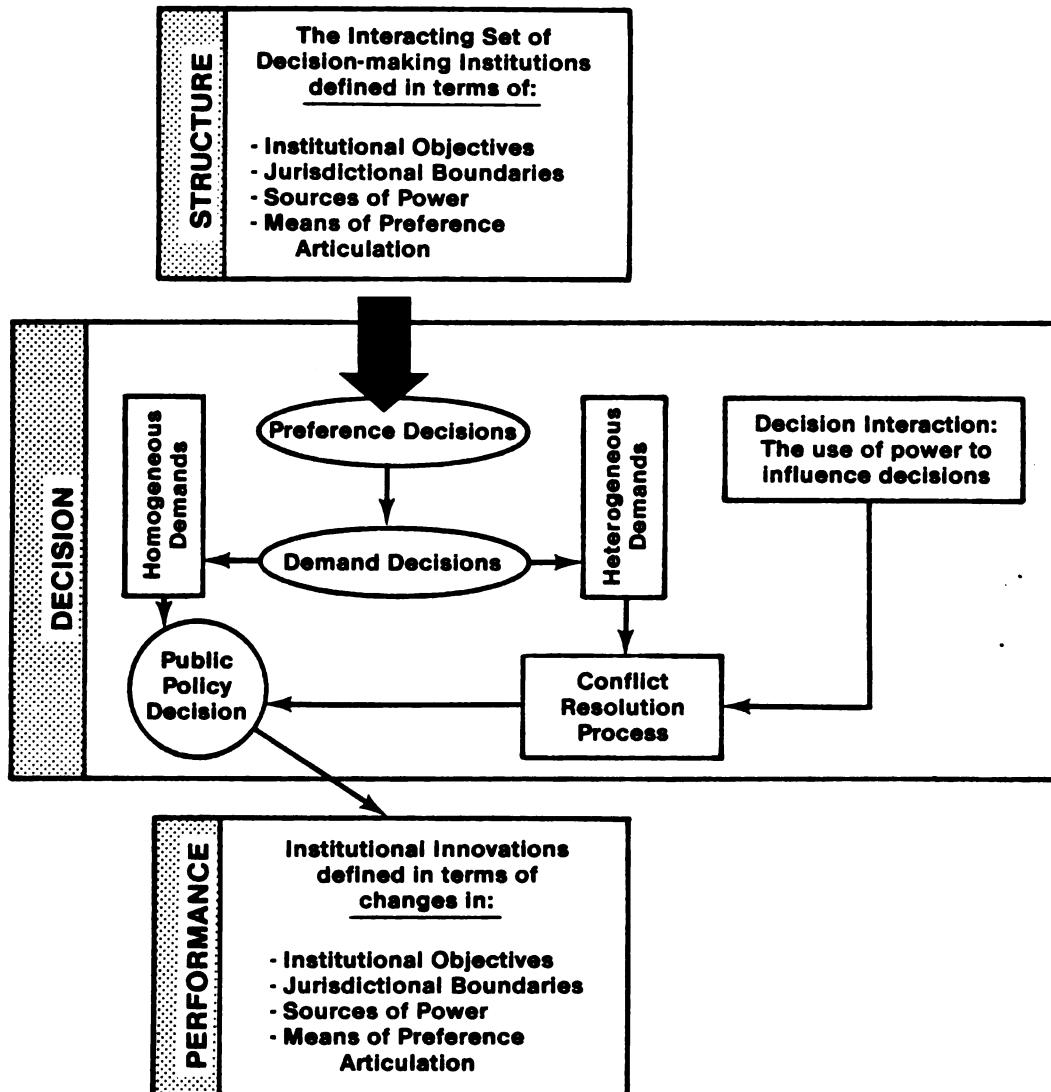 STRUCTURE
The Interacting Set of
Decision-making Institutions
defined in terms of:
- Institutional Objectives
- Jurisdictional Boundaries
- Sources of Power
- Means of Preference
Articulation
DECISION
Homogeneous
Demands
Preference Decisions
Demand Decisions
Heterogeneous
Demands
Decision Interaction:
The use of power to
influence decisions
Public
Policy
Decision
Conflict
Resolution
Process
PERFORMANCE
Institutional Innovations
defined in terms of
changes in:
- Institutional Objectives
- Jurisdictional Boundaries
- Sources of Power
- Means of Preference
Articulation